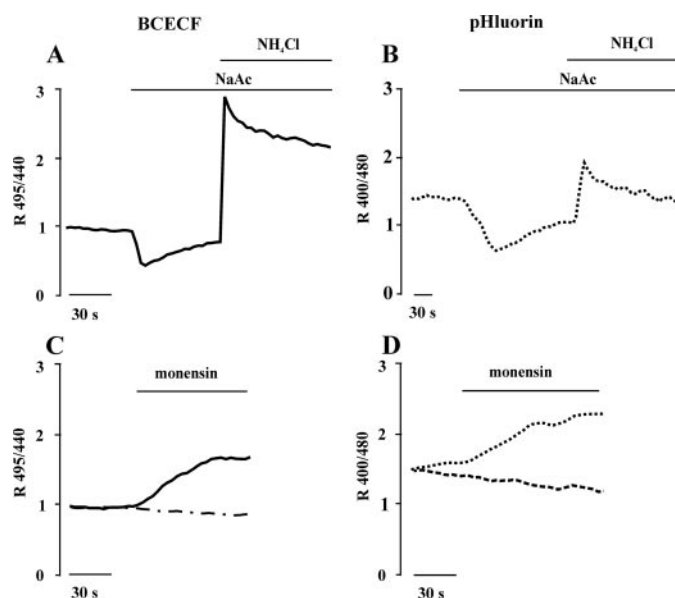 BCECF
pHluorin
A
NH4Cl
NaAc
3
2
1
0
R 495/440
30 s
B
NH4Cl
NaAc
3
2
1
0
R 400/480
30 s
C
monensin
3
2
1
0
R 495/440
30 s
D
monensin
3
2
1
0
R 400/480
30 s